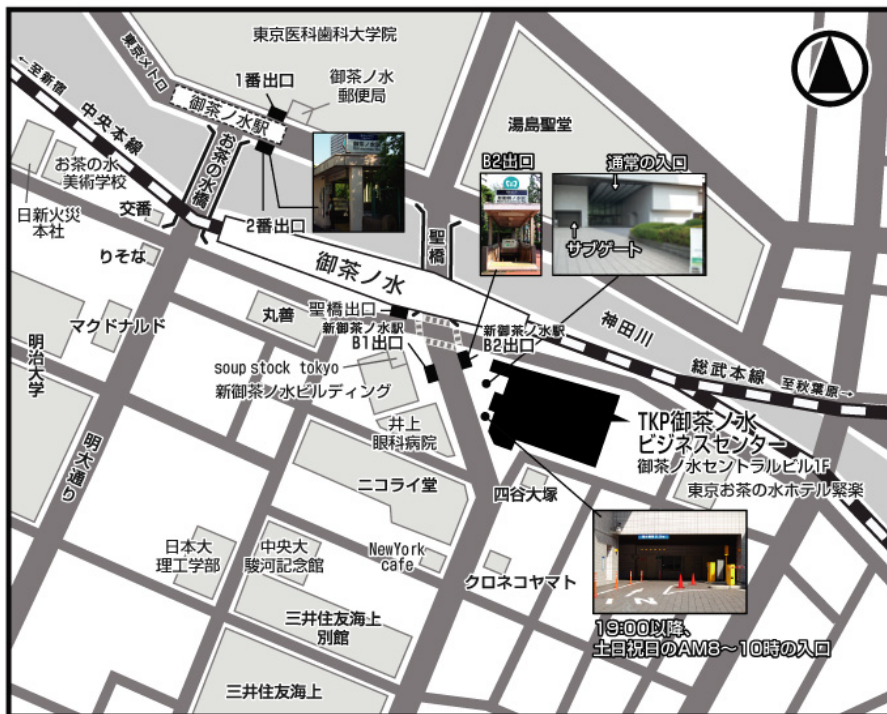 東京医科歯科大学院
東京メトロ
1番出口
御茶ノ水
郵便局
御茶ノ水駅
←至新宿
中央本線
お茶の水橋
お茶の水
美術学校
日新火災
本社
交番
りそな
2番出口
湯島聖堂
B2出口
通常の入口
サブゲート
聖橋
御茶ノ水
聖橋出口
丸善
マクドナルド
明治大学
明大通り
新御茶ノ水駅
B1出口
新御茶ノ水駅
B2出口
神田川
総武本線
至秋葉原→
soup stock tokyo
新御茶ノ水ビルディング
井上
眼科病院
TKP御茶ノ水
ビジネスセンター
御茶ノ水セントラルビル1F
東京お茶の水ホテル緊楽
ニコライ堂
四谷大塚
日本大
理工学部
中央大
駿河記念館
NewYork
cafe
クロネコヤマト
三井住友海上
別館
三井住友海上
19:00以降、
土日祝日のAM8～10時の入口